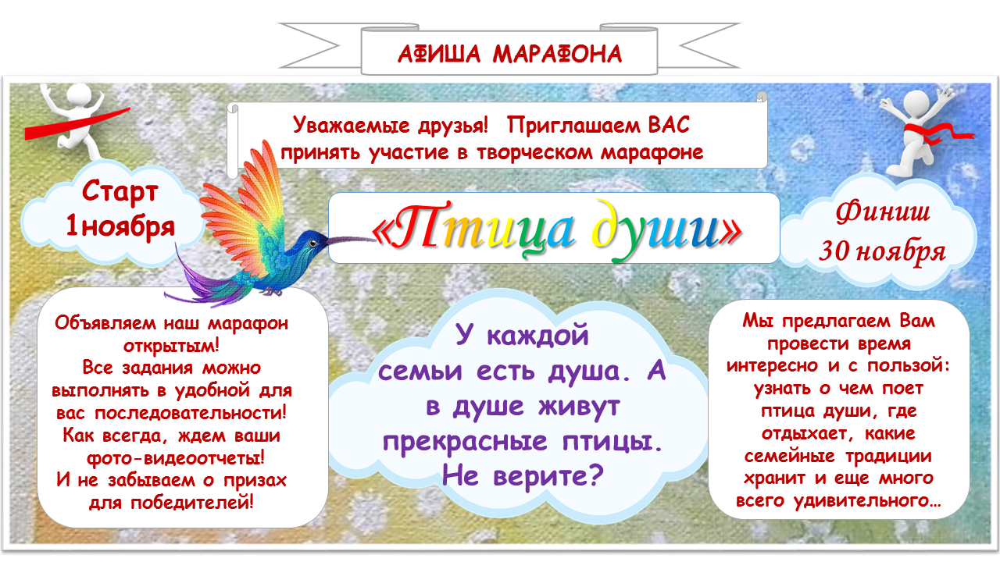 АФИША МАРАФОНА
Уважаемые друзья! Приглашаем ВАС
принять участие в творческом марафоне
Старт
1ноября
«Птица души»
Финиш
30 ноября
Объявляем наш марафон
открытым!
Все задания можно
выполнять в удобной для
вас последовательности!
Как всегда, ждем ваши
фото-видеоотчеты!
И не забываем о призах
для победителей!
У каждой
семьи есть душа. А
в душе живут
прекрасные птицы.
Не верите?
Мы предлагаем Вам
провести время
интересно и с пользой:
узнать о чем поет
птица души, где
отдыхает, какие
семейные традиции
хранит и еще много
всего удивительного…